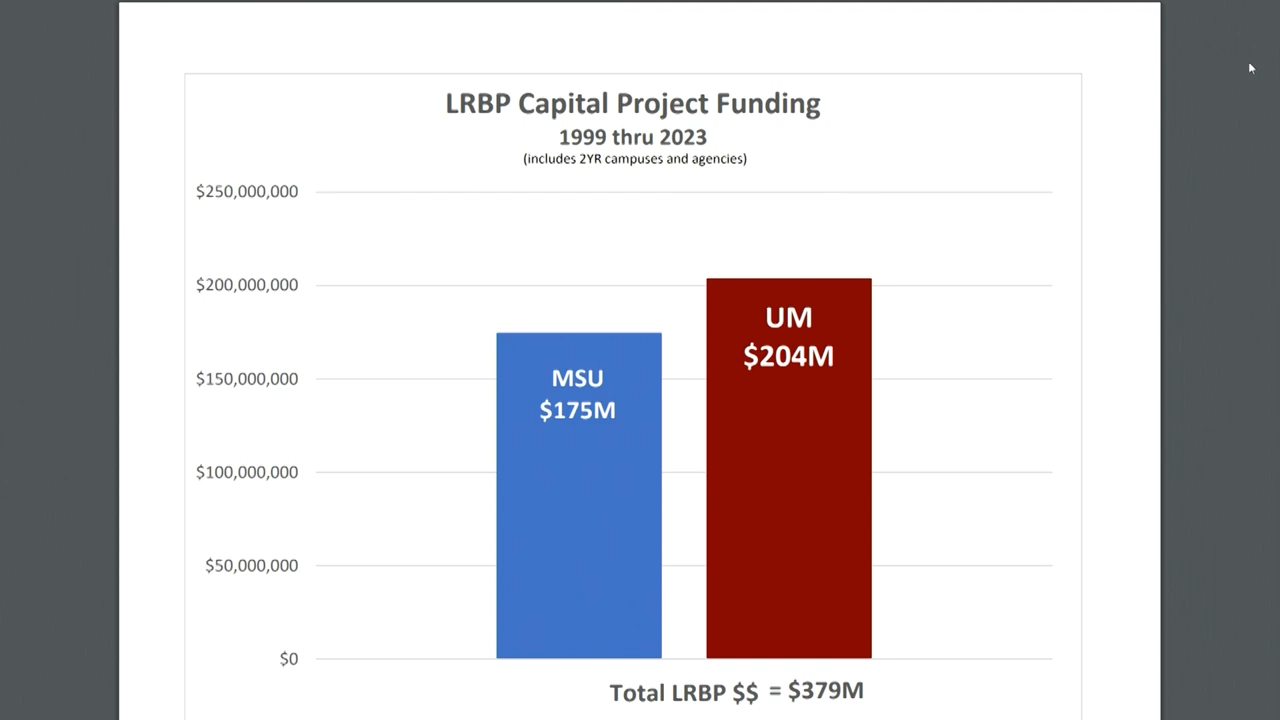 LRBP Capital Project Funding
1999 thru 2023
(includes 2YR campuses and agencies)
$250,000,000
$200,000,000
$150,000,000
$100,000,000
$50,000,000
$0
MSU
$175M
UM
$204M
Total LRBP $$ = $379M